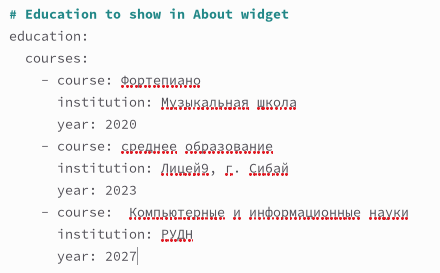 # Education to show in About widget
education:
  courses:
    - course: Фортепиано
      institution: Музыкальная школа
      year: 2020
    - course: среднее образование
      institution: Лицей9, г. Сибай
      year: 2023
    - course:  Компьютерные и информационные науки
      institution: РУДН
      year: 2027